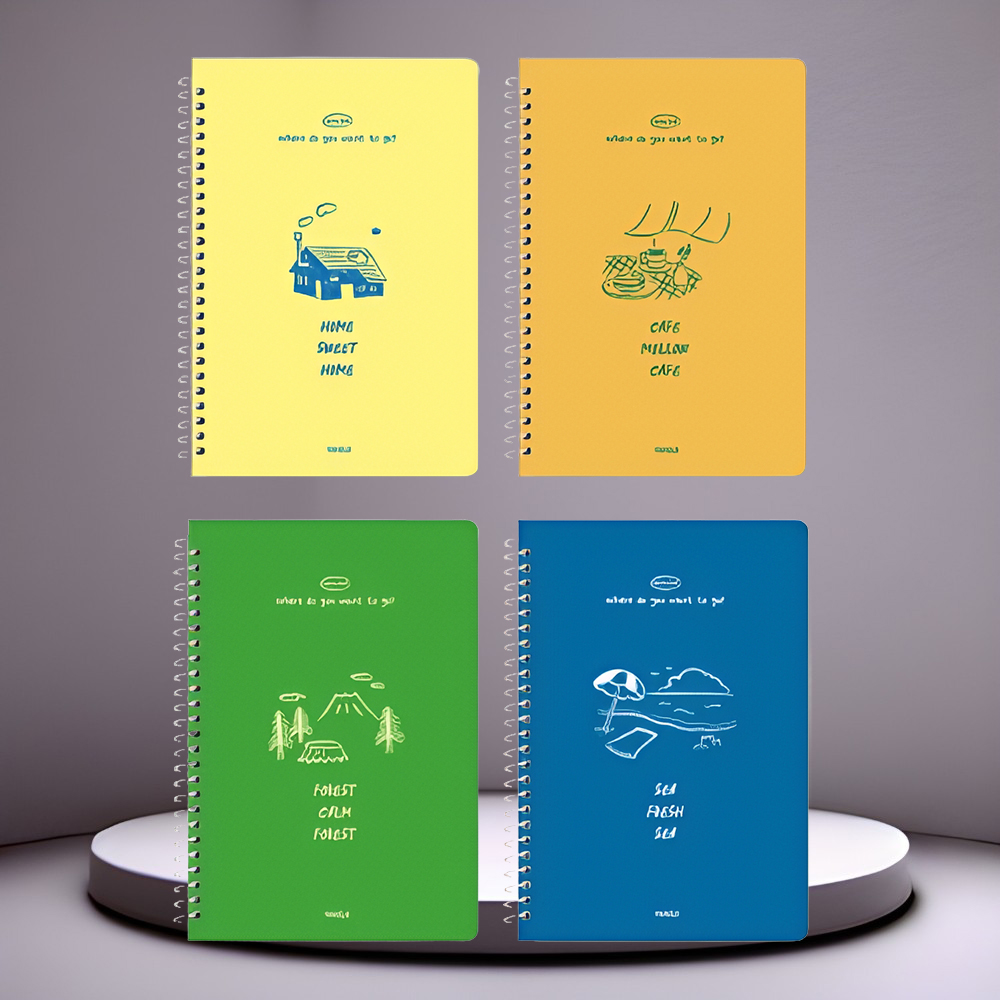 where do you want to go?
HOME
SWEET
HOME
where do you want to go?
CAFE
MELLOW
CAFE
where do you want to go?
FOREST
CALM
FOREST
where do you want to go?
SEA
FRESH
SEA